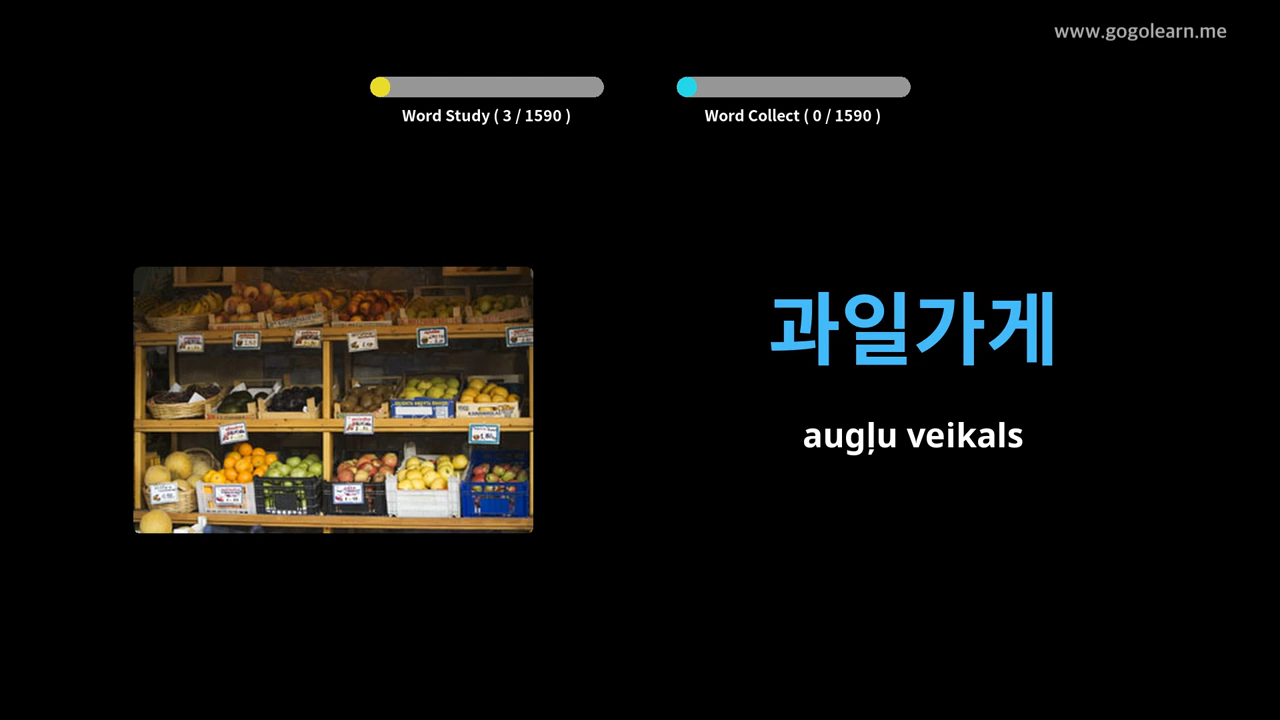 www.gogolearn.me
Word Study ( 3 / 1590 )
Word Collect ( 0 / 1590 )
과일가게
augļu veikals